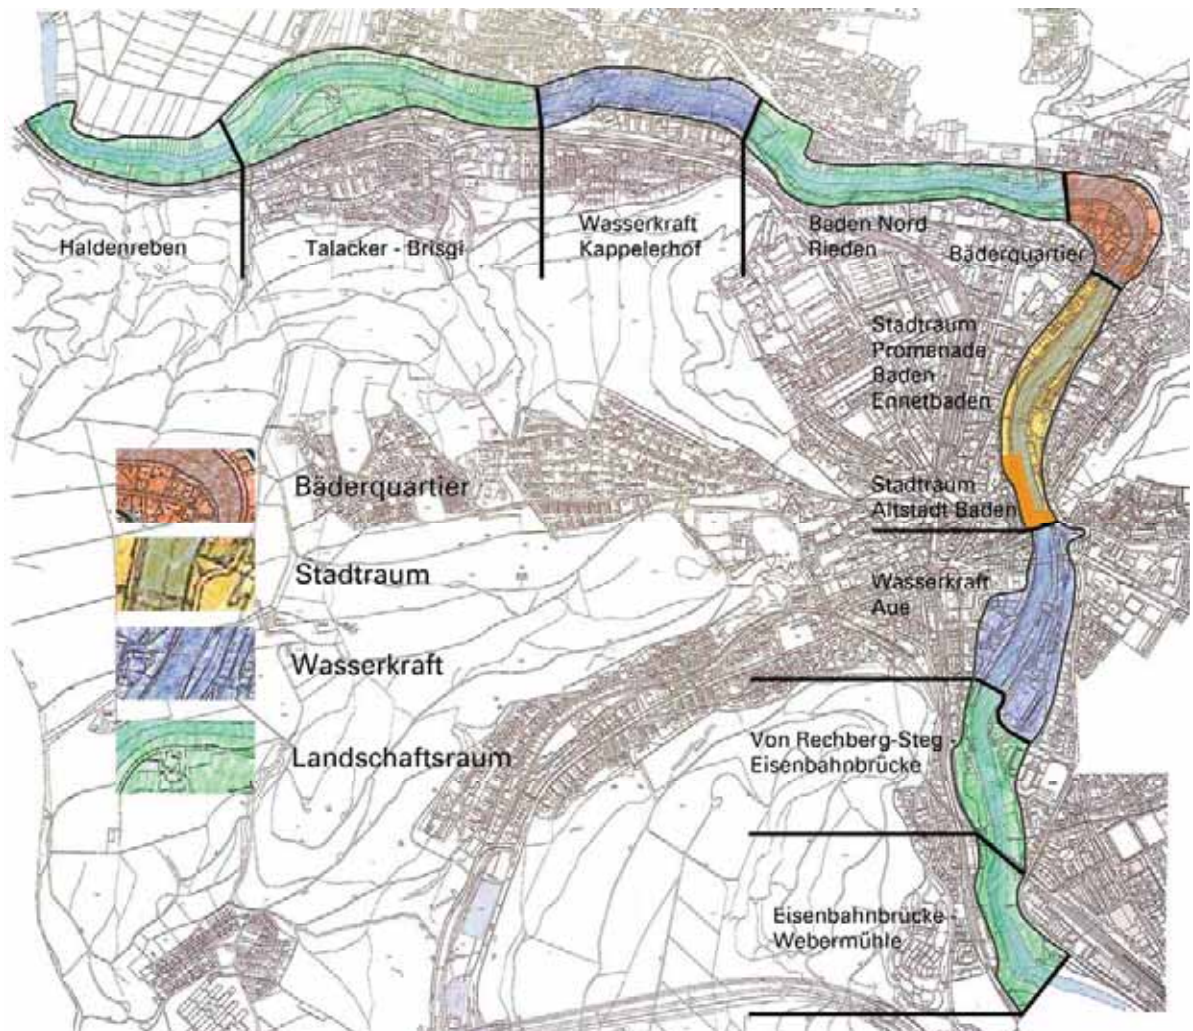 Haldenreben
Talacker - Brisgi
Wasserkraft
Kappelerhof
Baden Nord
Rieden
Bäderquartier
Stadtraum
Promenade
Baden -
Ennetbaden
Stadtraum
Altstadt Baden
Wasserkraft
Aue
Von Rechberg-Steg -
Eisenbahnbrücke
Eisenbahnbrücke -
Webermühle
Bäderquartier
Stadtraum
Wasserkraft
Landschaftsraum